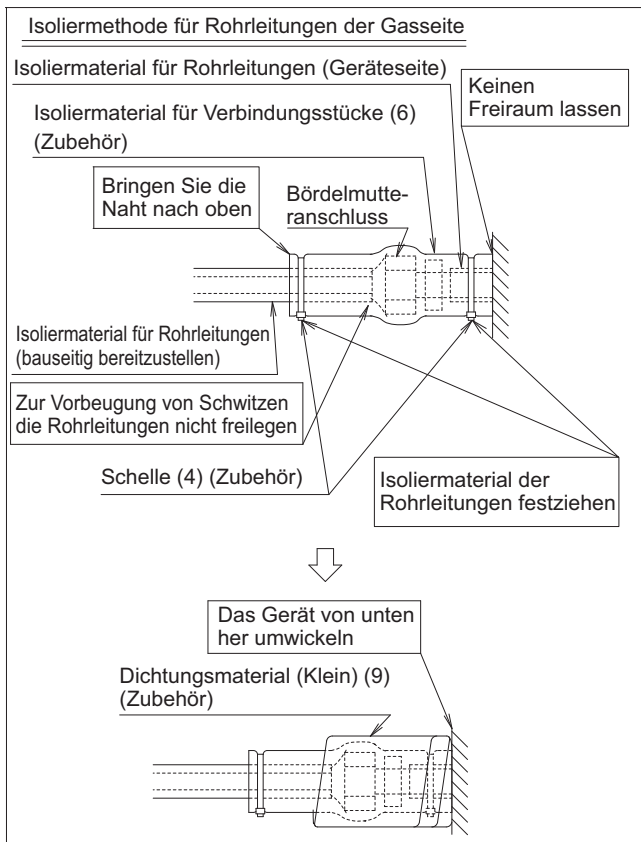 Isoliermethode für Rohrleitungen der Gasseite
Isoliermaterial für Rohrleitungen (Geräteseite)
Keinen
Freiraum lassen
Isoliermaterial für Verbindungsstücke (6)
(Zubehör)
Bringen Sie die
Naht nach oben
Bördelmutte-
ranschluss
Isoliermaterial für Rohrleitungen
(bauseitig bereitzustellen)
Zur Vorbeugung von Schwitzen
die Rohrleitungen nicht freilegen
Schelle (4) (Zubehör)
Isoliermaterial der
Rohrleitungen festziehen
Das Gerät von unten
her umwickeln
Dichtungsmaterial (Klein) (9)
(Zubehör)